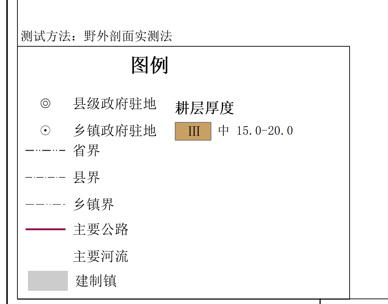 测试方法：野外剖面实测法
图例
县级政府驻地
耕层厚度
乡镇政府驻地
III 中 15.0-20.0
省界
县界
乡镇界
主要公路
主要河流
建制镇